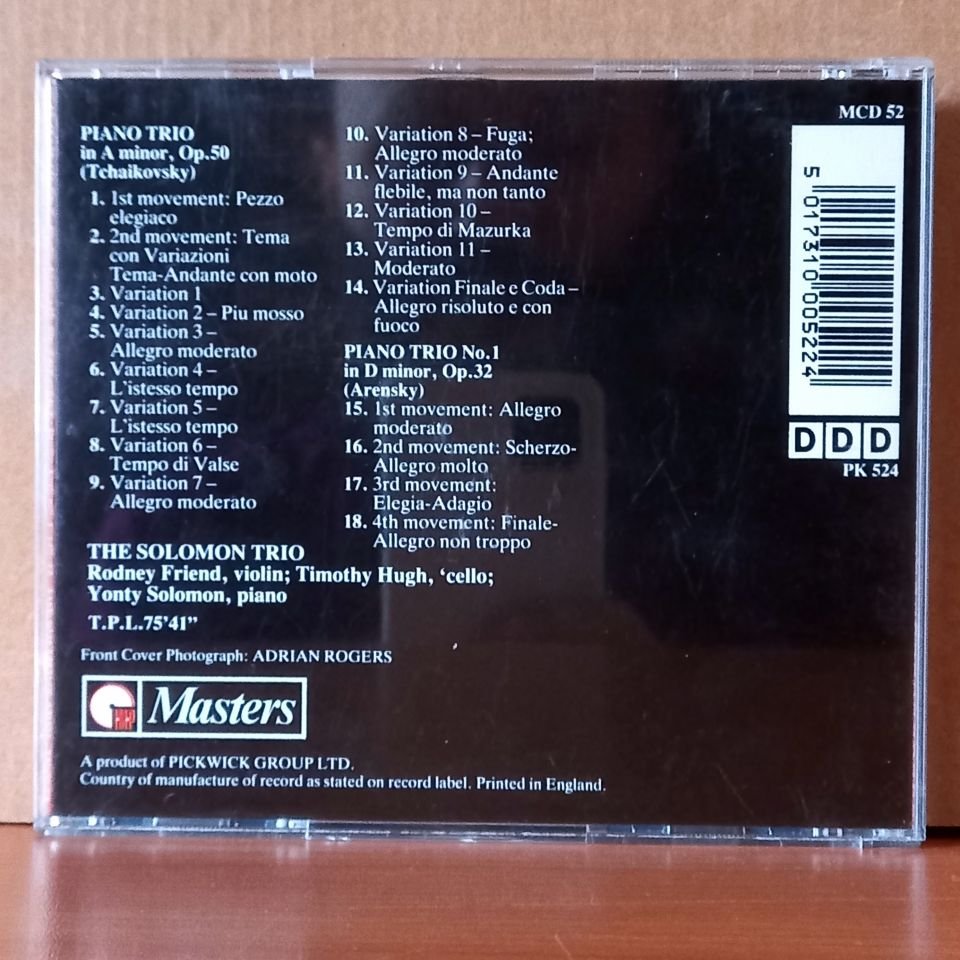 PIANO TRIO
in A minor, Op.50
(Tchaikovsky)
1. 1st movement: Pezzo
elegiaco
2. 2nd movement: Tema
con Variazioni
Tema-Andante con moto
3. Variation 1
4. Variation 2 – Piu mosso
5. Variation 3 –
Allegro moderato
6. Variation 4 –
L'istesso tempo
7. Variation 5 –
L'istesso tempo
8. Variation 6 –
Tempo di Valse
9. Variation 7 –
Allegro moderato
10. Variation 8 – Fuga;
Allegro moderato
11. Variation 9 – Andante
flebile, ma non tanto
12. Variation 10 –
Tempo di Mazurka
13. Variation 11 –
Moderato
14. Variation Finale e Coda –
Allegro risoluto e con
fuoco
PIANO TRIO No.1
in D minor, Op.32
(Arensky)
15. 1st movement: Allegro
moderato
16. 2nd movement: Scherzo-
Allegro molto
17. 3rd movement:
Elegia-Adagio
18. 4th movement: Finale-
Allegro non troppo
THE SOLOMON TRIO
Rodney Friend, violin; Timothy Hugh, ‘cello;
Yonty Solomon, piano
T.P.L.75'41"
Front Cover Photograph: ADRIAN ROGERS
Masters
A product of PICKWICK GROUP LTD.
Country of manufacture of record as stated on record label. Printed in England.
MCD 52
5 017310 005224
DDD
PK 524